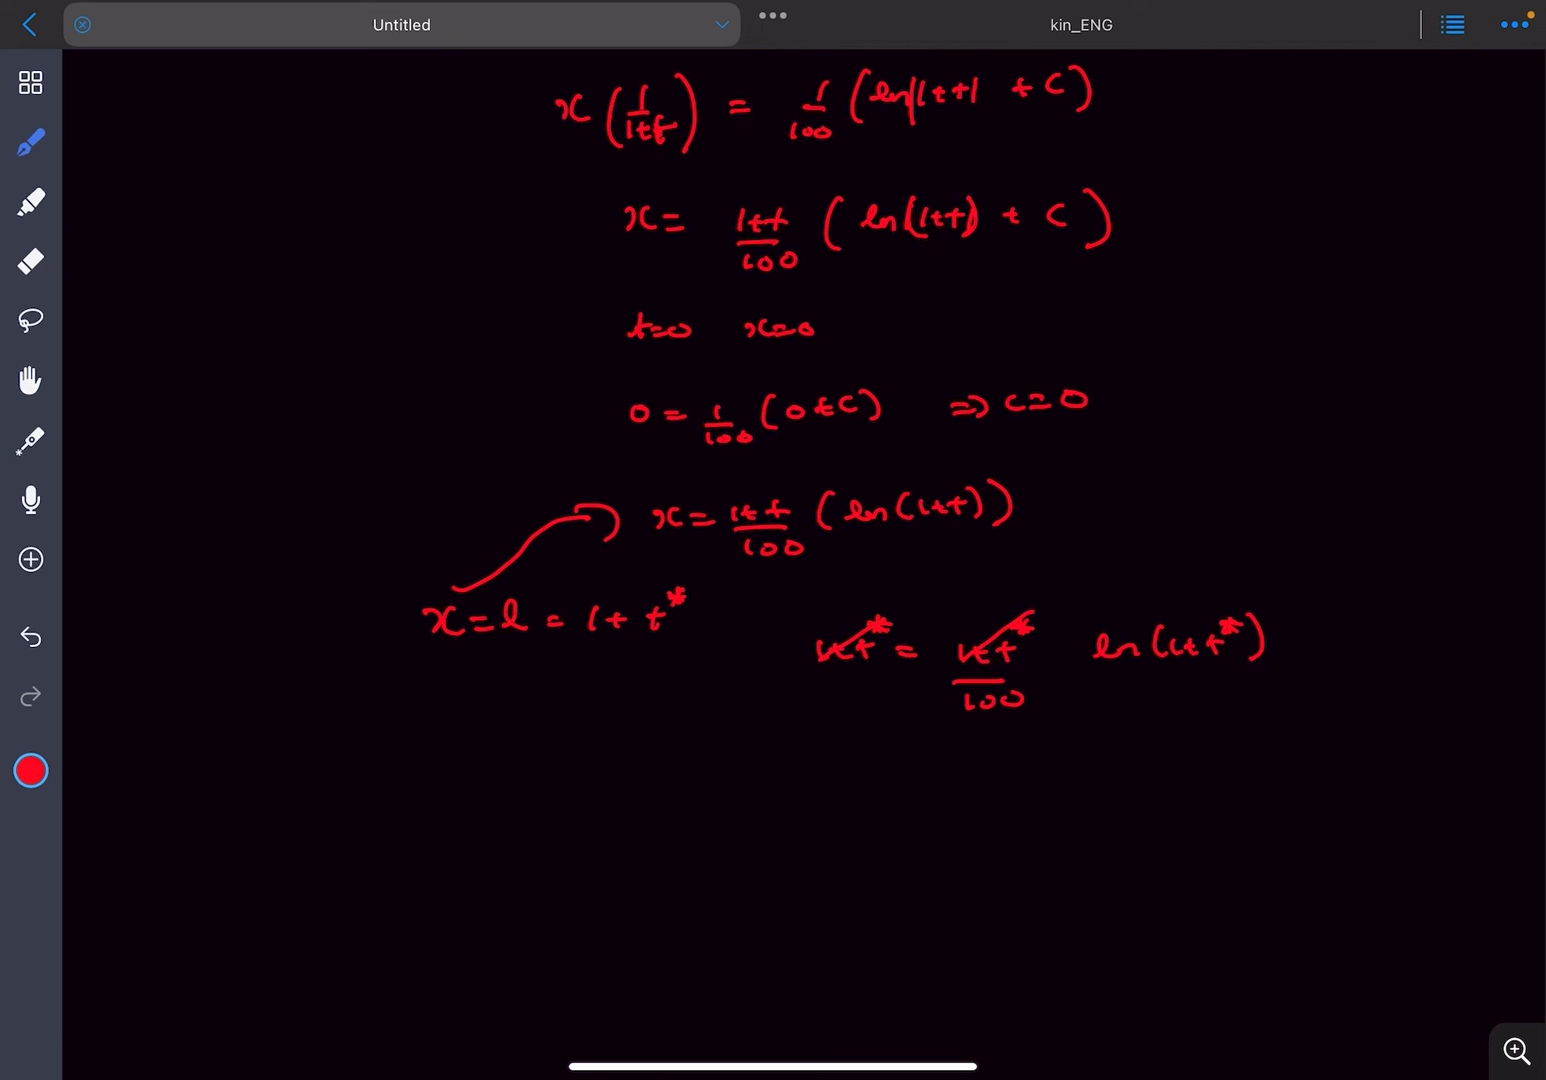 Untitled
kin_ENG
x (1/1+t) = 1/100 (ln|1+t| + C)
x = 1+t/100 (ln(1+t) + C)
t=0 x=0
0 = 1/100 (0+C) => C=0
x = 1+t/100 (ln(1+t))
x = l = 1+t*
1+t* = 1+t*/100 ln(1+t*)